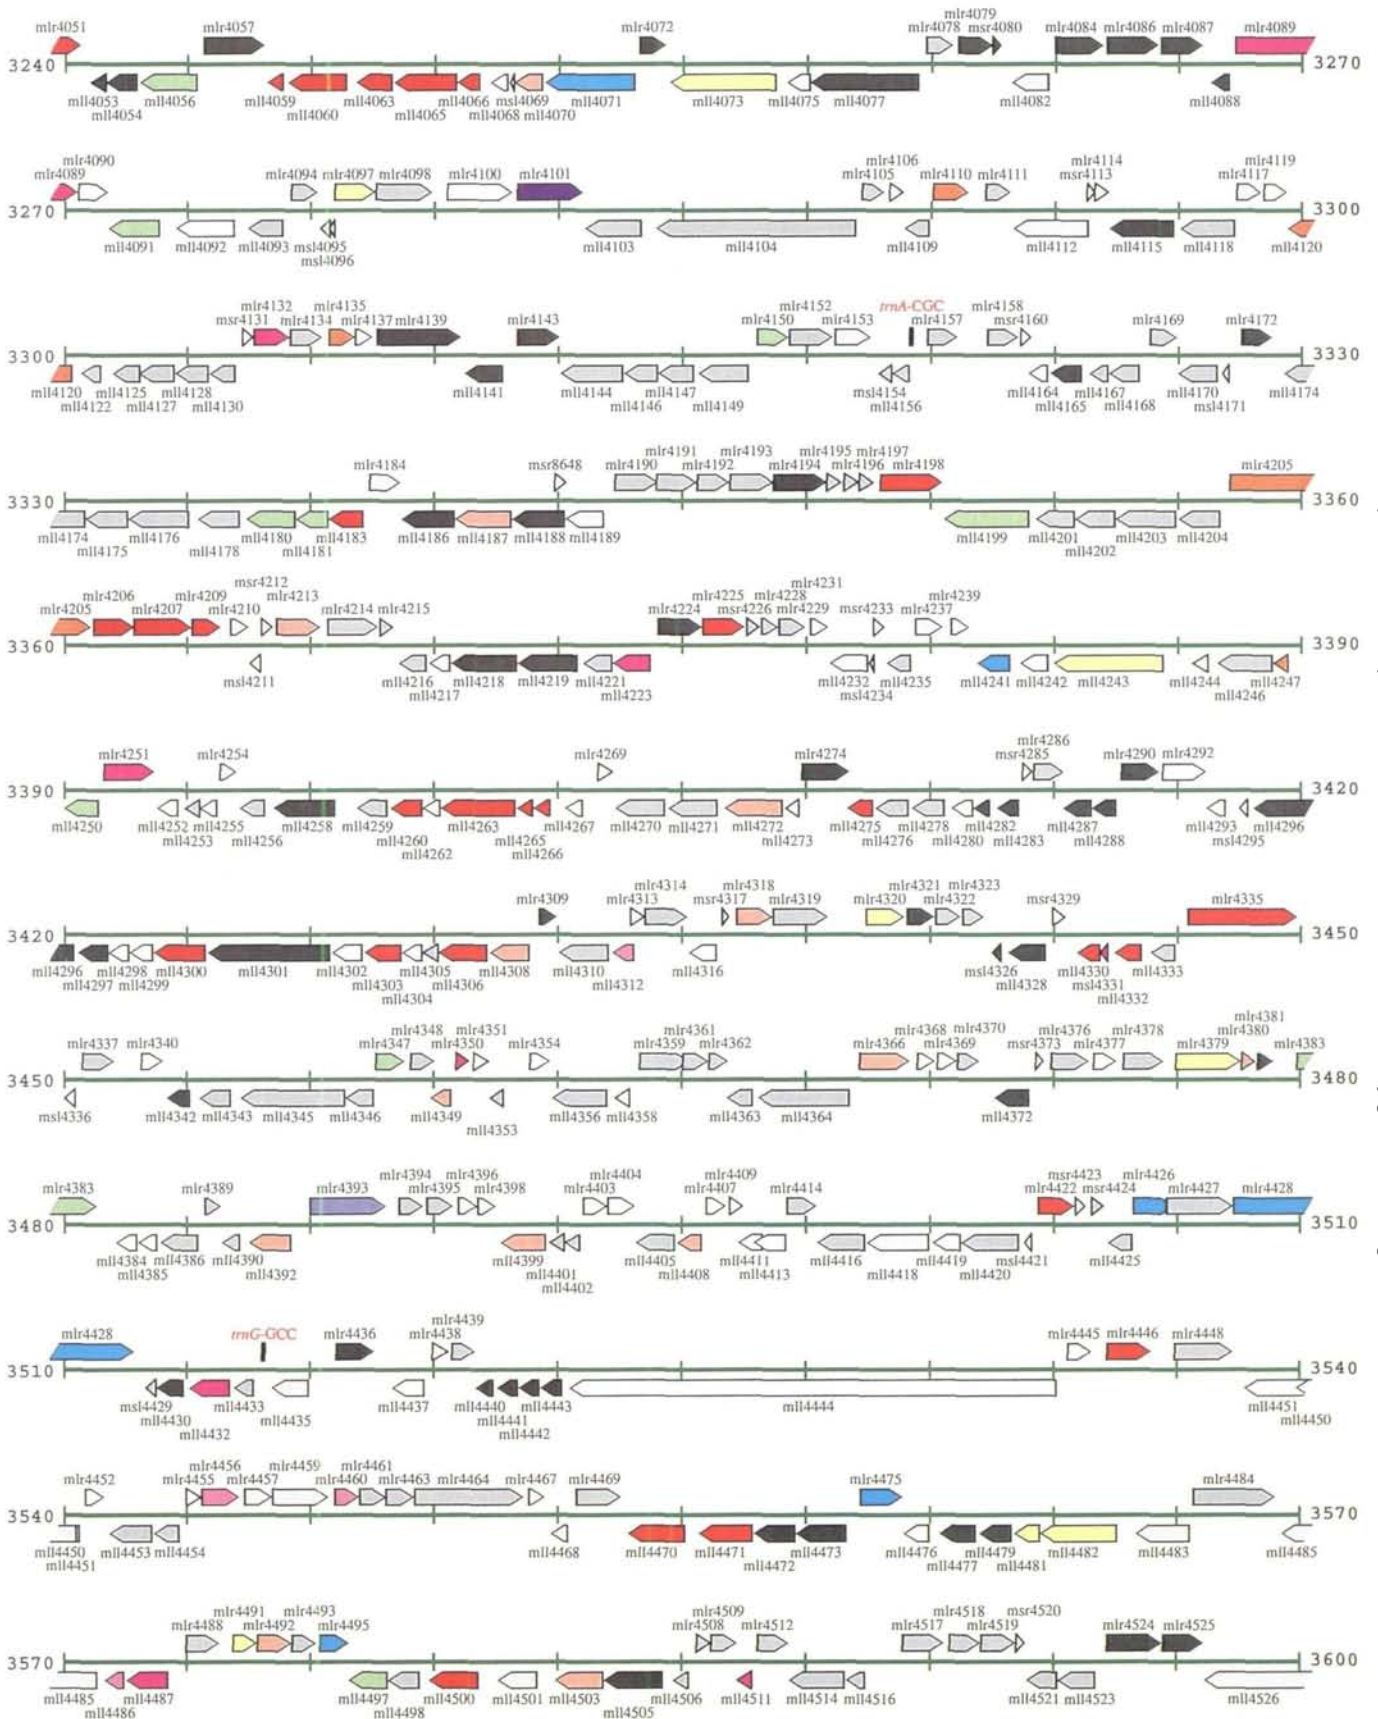 mlr4079
mlr4051 mlr4057 mlr4072 mlr4078 msr4080 mlr4084 mlr4086 mlr4087 mlr4089
3240 3270
mll4053 mll4056 mll4059 mll4063 mll4066 msl4069 mll4071 mll4073 mll4075 mll4077 mll4082 mll4088
mll4054 mll4060 mll4065 mll4068 mll4070
mlr4090 mlr4106 mlr4114 mlr4119
mlr4089 mlr4094 mlr4097 mlr4098 mlr4100 mlr4101 mlr4105 mlr4110 mlr4111 msr4113 mlr4117
3270 3300
mll4091 mll4092 mll4093 msl4095 mll4103 mll4104 mll4109 mll4112 mll4115 mll4118 mll4120
msl4096
mlr4132 mlr4135 mlr4152 trnA-CGC mlr4158
msr4131 mlr4134 mlr4137 mlr4139 mlr4143 mlr4150 mlr4153 mlr4157 msr4160 mlr4169 mlr4172
3300 3330
mll4120 mll4125 mll4128 mll4141 mll4144 mll4147 msl4154 mll4164 mll4167 mll4170 mll4174
mll4122 mll4127 mll4130 mll4146 mll4149 mll4156 mll4165 mll4168 msl4171
mlr4191 mlr4193 mlr4195 mlr4197
mlr4184 msr8648 mlr4190 mlr4192 mlr4194 mlr4196 mlr4198 mlr4205
3330 3360
mll4174 mll4176 mll4180 mll4183 mll4186 mll4188 mll4199 mll4201 mll4203 mll4204
mll4175 mll4178 mll4181 mll4187 mll4189 mll4202
msr4212 mlr4231
mlr4206 mlr4209 mlr4213 mlr4225 mlr4228 mlr4239
mlr4205 mlr4207 mlr4210 mlr4214 mlr4215 mlr4224 msr4226 mlr4229 msr4233 mlr4237
3360 3390
msl4211 mll4216 mll4218 mll4219 mll4221 mll4232 mll4235 mll4241 mll4242 mll4243 mll4244 mll4247
mll4217 mll4223 msl4234 mll4246
mlr4286
mlr4251 mlr4254 mlr4269 mlr4274 msr4285 mlr4290 mlr4292
3390 3420
mll4250 mll4252 mll4255 mll4258 mll4259 mll4263 mll4265 mll4267 mll4270 mll4271 mll4272 mll4275 mll4278 mll4282 mll4287 mll4293 mll4296
mll4253 mll4256 mll4260 mll4262 mll4266 mll4273 mll4276 mll4280 mll4283 mll4288 msl4295
mlr4314 mlr4318 mlr4321 mlr4323
mlr4309 mlr4313 msr4317 mlr4319 mlr4320 mlr4322 msr4329 mlr4335
3420 3450
mll4296 mll4298 mll4300 mll4301 mll4302 mll4305 mll4308 mll4310 mll4316 msl4326 mll4330 mll4333
mll4297 mll4299 mll4303 mll4304 mll4306 mll4312 mll4328 msl4331 mll4332
mlr4381
mlr4348 mlr4351 mlr4361 mlr4368 mlr4370 mlr4376 mlr4378 mlr4380
mlr4337 mlr4340 mlr4347 mlr4350 mlr4354 mlr4359 mlr4362 mlr4366 mlr4369 msr4373 mlr4377 mlr4379 mlr4383
3450 3480
msl4336 mll4342 mll4343 mll4345 mll4346 mll4349 mll4356 mll4358 mll4363 mll4364 mll4372
mll4353
mlr4394 mlr4396 mlr4404 mlr4409 msr4423 mlr4426
mlr4383 mlr4389 mlr4393 mlr4395 mlr4398 mlr4403 mlr4407 mlr4414 mlr4422 msr4424 mlr4427 mlr4428
3480 3510
mll4384 mll4386 mll4390 mll4392 mll4399 mll4401 mll4405 mll4408 mll4411 mll4416 mll4418 mll4419 msl4421 mll4425
mll4385 mll4402 mll4413 mll4420
mlr4439
mlr4428 trnG-GCC mlr4436 mlr4438 mlr4445 mlr4446 mlr4448
3510 3540
msl4429 mll4433 mll4435 mll4437 mll4440 mll4443 mll4444 mll4451
mll4430 mll4432 mll4441 mll4442 mll4450
mlr4456 mlr4459 mlr4461
mlr4452 mlr4455 mlr4457 mlr4460 mlr4463 mlr4464 mlr4467 mlr4469 mlr4475 mlr4484
3540 3570
mll4450 mll4453 mll4454 mll4468 mll4470 mll4471 mll4473 mll4476 mll4479 mll4482 mll4483 mll4485
mll4451 mll4472 mll4477 mll4481
mlr4491 mlr4493 mlr4509 mlr4518 msr4520
mlr4488 mlr4492 mlr4495 mlr4508 mlr4512 mlr4517 mlr4519 mlr4524 mlr4525
3570 3600
mll4485 mll4487 mll4497 mll4500 mll4501 mll4503 mll4506 mll4511 mll4514 mll4516 mll4521 mll4523 mll4526
mll4486 mll4498 mll4505